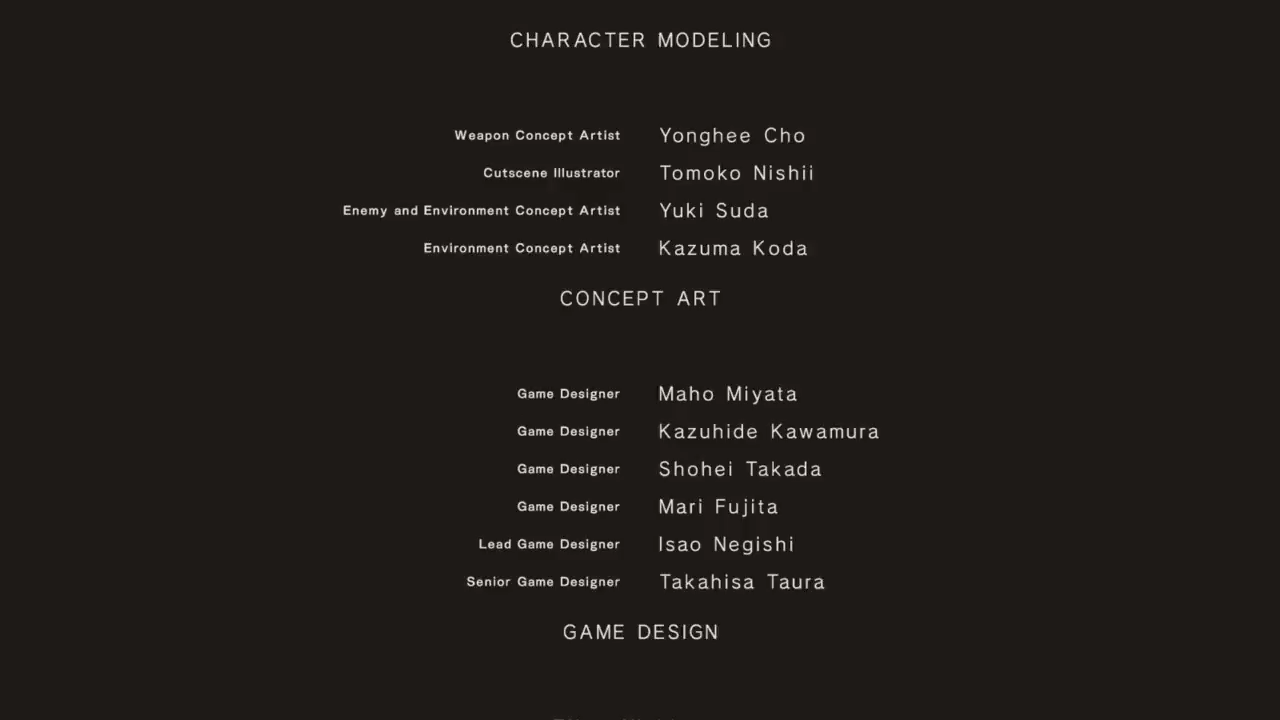 CHARACTER MODELING
Weapon Concept Artist Yonghee Cho
Cutscene Illustrator Tomoko Nishii
Enemy and Environment Concept Artist Yuki Suda
Environment Concept Artist Kazuma Koda
CONCEPT ART
Game Designer Maho Miyata
Game Designer Kazuhide Kawamura
Game Designer Shohei Takada
Game Designer Mari Fujita
Lead Game Designer Isao Negishi
Senior Game Designer Takahisa Taura
GAME DESIGN